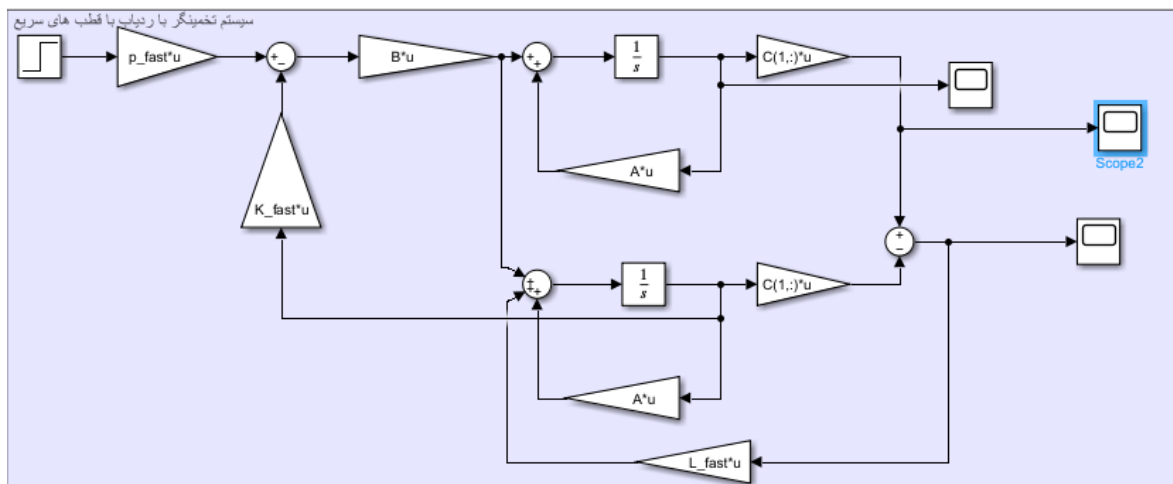 سیستم تخمینگر با ردیاب با قطب های سریع
p_fast*u
B*u
1/s
C(1,:)*u
A*u
Scope2
K_fast*u
1/s
C(1,:)*u
A*u
L_fast*u